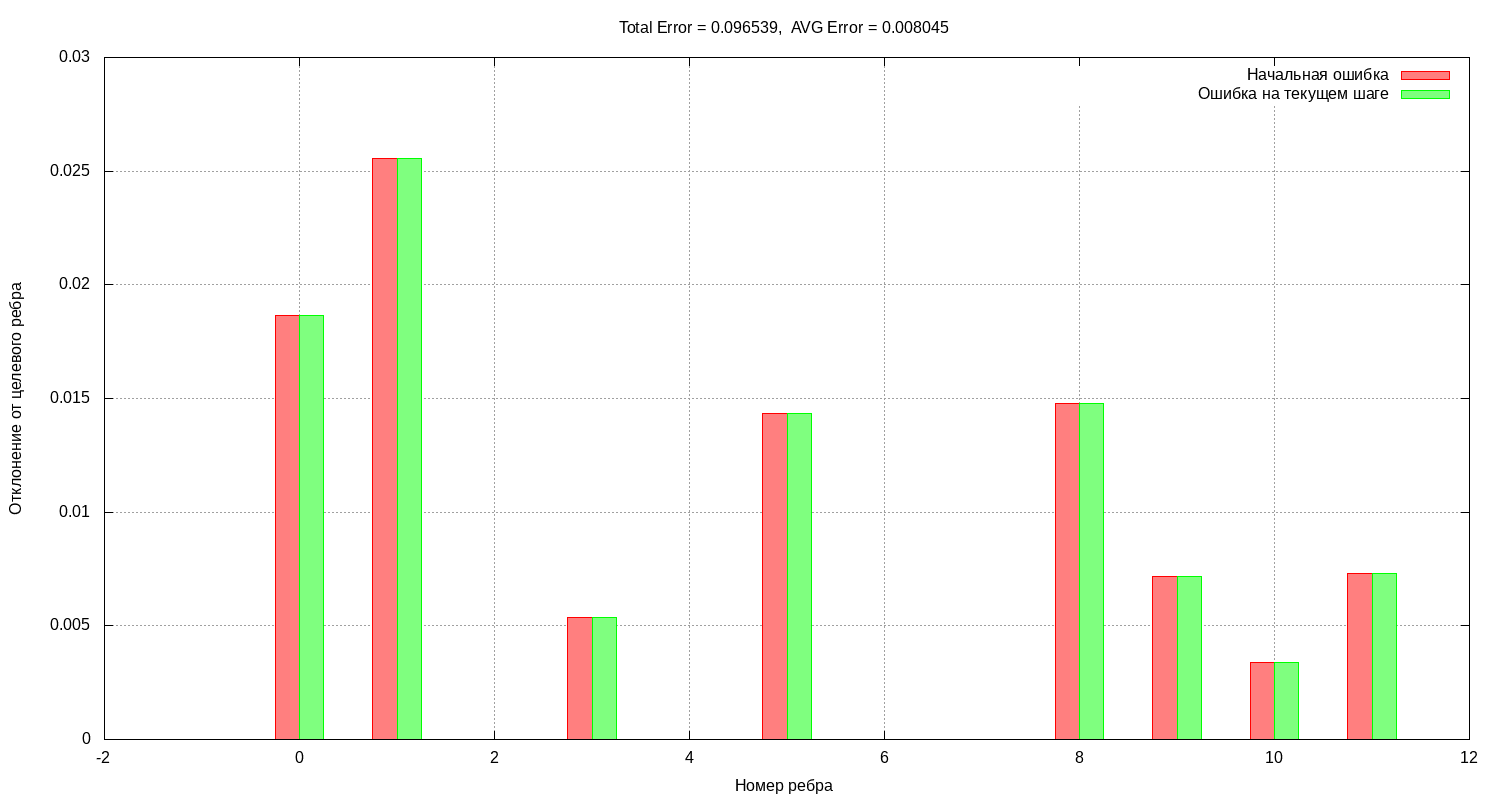 Total Error = 0.096539,  AVG Error = 0.008045
Начальная ошибка
Ошибка на текущем шаге
0.03
0.025
0.02
0.015
0.01
0.005
0
Отклонение от целевого ребра
-2 0 2 4 6 8 10 12
Номер ребра